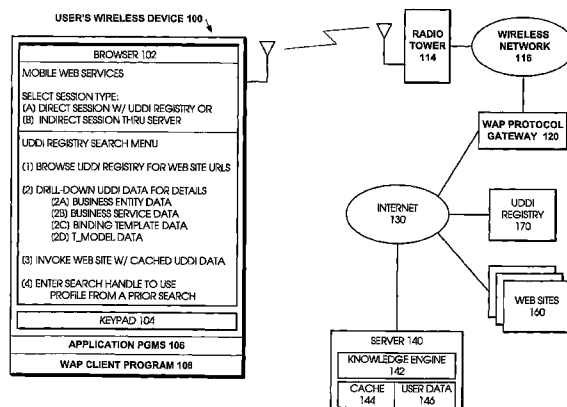 USER'S WIRELESS DEVICE 100
BROWSER 102
MOBILE WEB SERVICES
SELECT SESSION TYPE:
(A) DIRECT SESSION W/ UDDI REGISTRY OR
(B) INDIRECT SESSION THRU SERVER
UDDI REGISTRY SEARCH MENU
(1) BROWSE UDDI REGISTRY FOR WEB SITE URLS
(2) DRILL-DOWN UDDI DATA FOR DETAILS
(2A) BUSINESS ENTITY DATA
(2B) BUSINESS SERVICE DATA
(2C) BINDING TEMPLATE DATA
(2D) T_MODEL DATA
(3) INVOKE WEB SITE W/ CACHED UDDI DATA
(4) ENTER SEARCH HANDLE TO USE
PROFILE FROM A PRIOR SEARCH
KEYPAD 104
APPLICATION PGMS 106
WAP CLIENT PROGRAM 108
RADIO
TOWER
114
WIRELESS
NETWORK
116
WAP PROTOCOL
GATEWAY 120
INTERNET
130
UDDI
REGISTRY
170
WEB SITES
160
SERVER 140
KNOWLEDGE ENGINE
142
CACHE
144
USER DATA
146